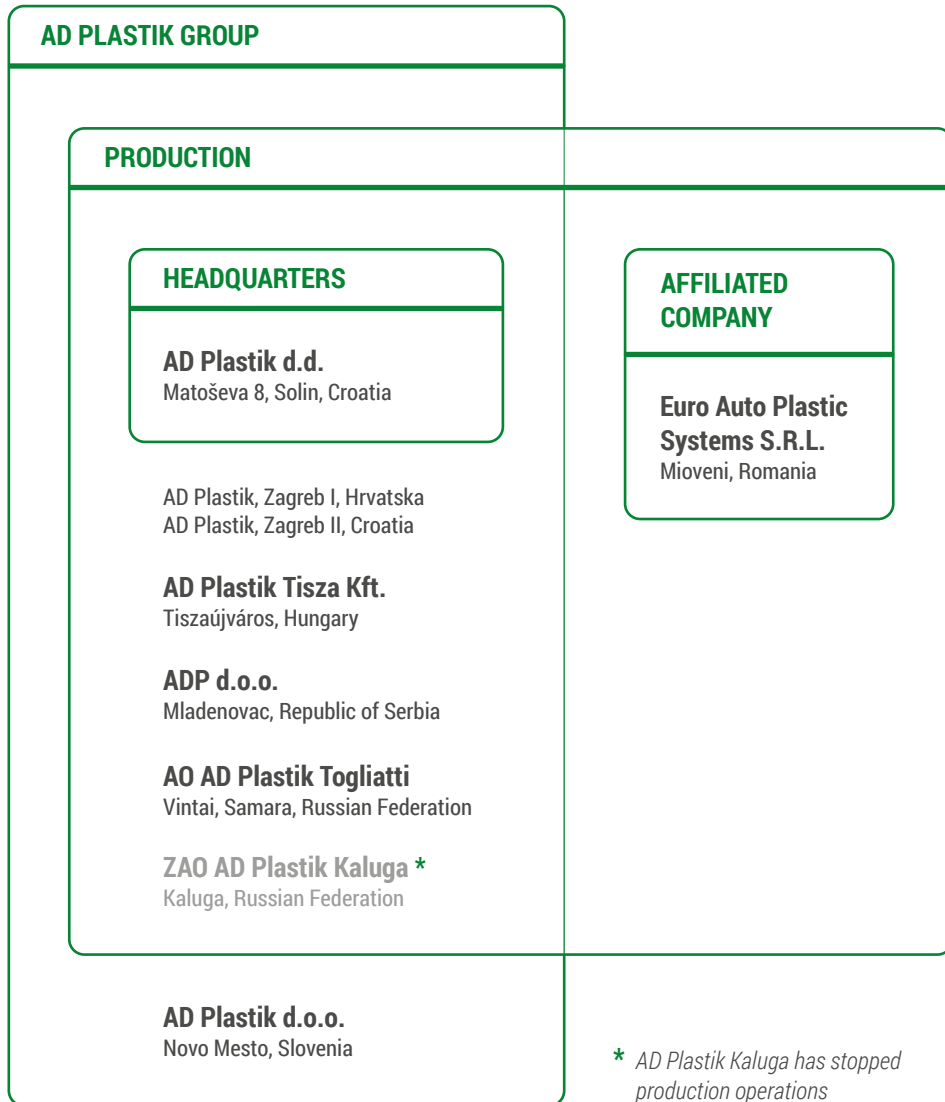 AD PLASTIK GROUP
PRODUCTION
HEADQUARTERS
AD Plastik d.d.
Matoševa 8, Solin, Croatia
AFFILIATED
COMPANY
Euro Auto Plastic
Systems S.R.L.
Mioveni, Romania
AD Plastik, Zagreb I, Hrvatska
AD Plastik, Zagreb II, Croatia
AD Plastik Tisza Kft.
Tiszaújváros, Hungary
ADP d.o.o.
Mladenovac, Republic of Serbia
AO AD Plastik Togliatti
Vintai, Samara, Russian Federation
ZAO AD Plastik Kaluga *
Kaluga, Russian Federation
AD Plastik d.o.o.
Novo Mesto, Slovenia
* AD Plastik Kaluga has stopped
production operations